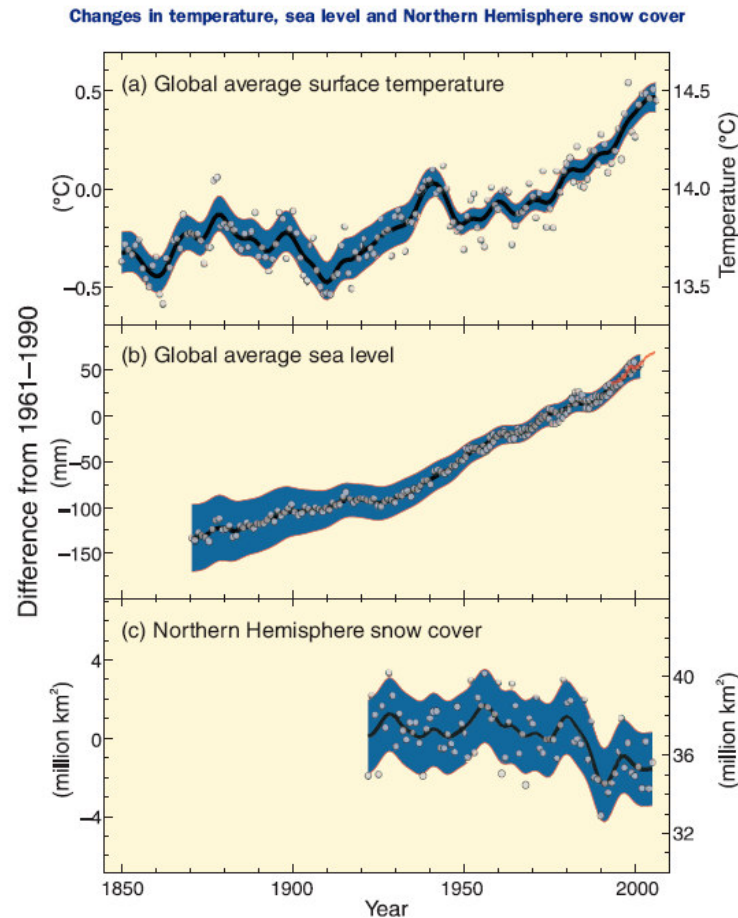 Changes in temperature, sea level and Northern Hemisphere snow cover
(a) Global average surface temperature
0.5
0.0
−0.5
(°C)
14.5
14.0
13.5
Temperature (°C)
Difference from 1961–1990
(b) Global average sea level
50
0
−50
−100
−150
(mm)
(c) Northern Hemisphere snow cover
4
0
−4
(million km²)
40
36
32
(million km²)
1850
1900
1950
2000
Year